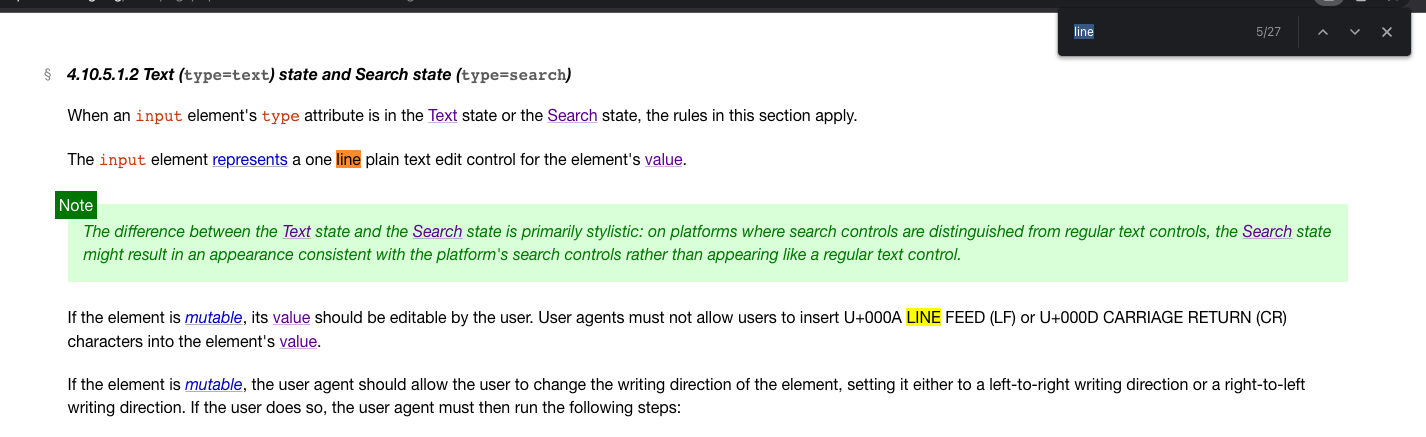 line
5/27
§ 4.10.5.1.2 Text (type=text) state and Search state (type=search)
When an input element's type attribute is in the Text state or the Search state, the rules in this section apply.
The input element represents a one line plain text edit control for the element's value.
Note
The difference between the Text state and the Search state is primarily stylistic: on platforms where search controls are distinguished from regular text controls, the Search state
might result in an appearance consistent with the platform's search controls rather than appearing like a regular text control.
If the element is mutable, its value should be editable by the user. User agents must not allow users to insert U+000A LINE FEED (LF) or U+000D CARRIAGE RETURN (CR)
characters into the element's value.
If the element is mutable, the user agent should allow the user to change the writing direction of the element, setting it either to a left-to-right writing direction or a right-to-left
writing direction. If the user does so, the user agent must then run the following steps: